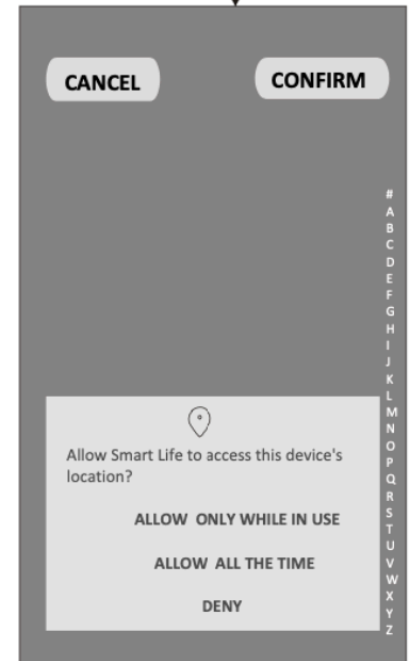 CANCEL
CONFIRM
#
A
B
C
D
E
F
G
H
I
J
K
L
M
N
O
P
Q
R
S
T
U
V
W
X
Y
Z
Allow Smart Life to access this device's
location?
ALLOW ONLY WHILE IN USE
ALLOW ALL THE TIME
DENY